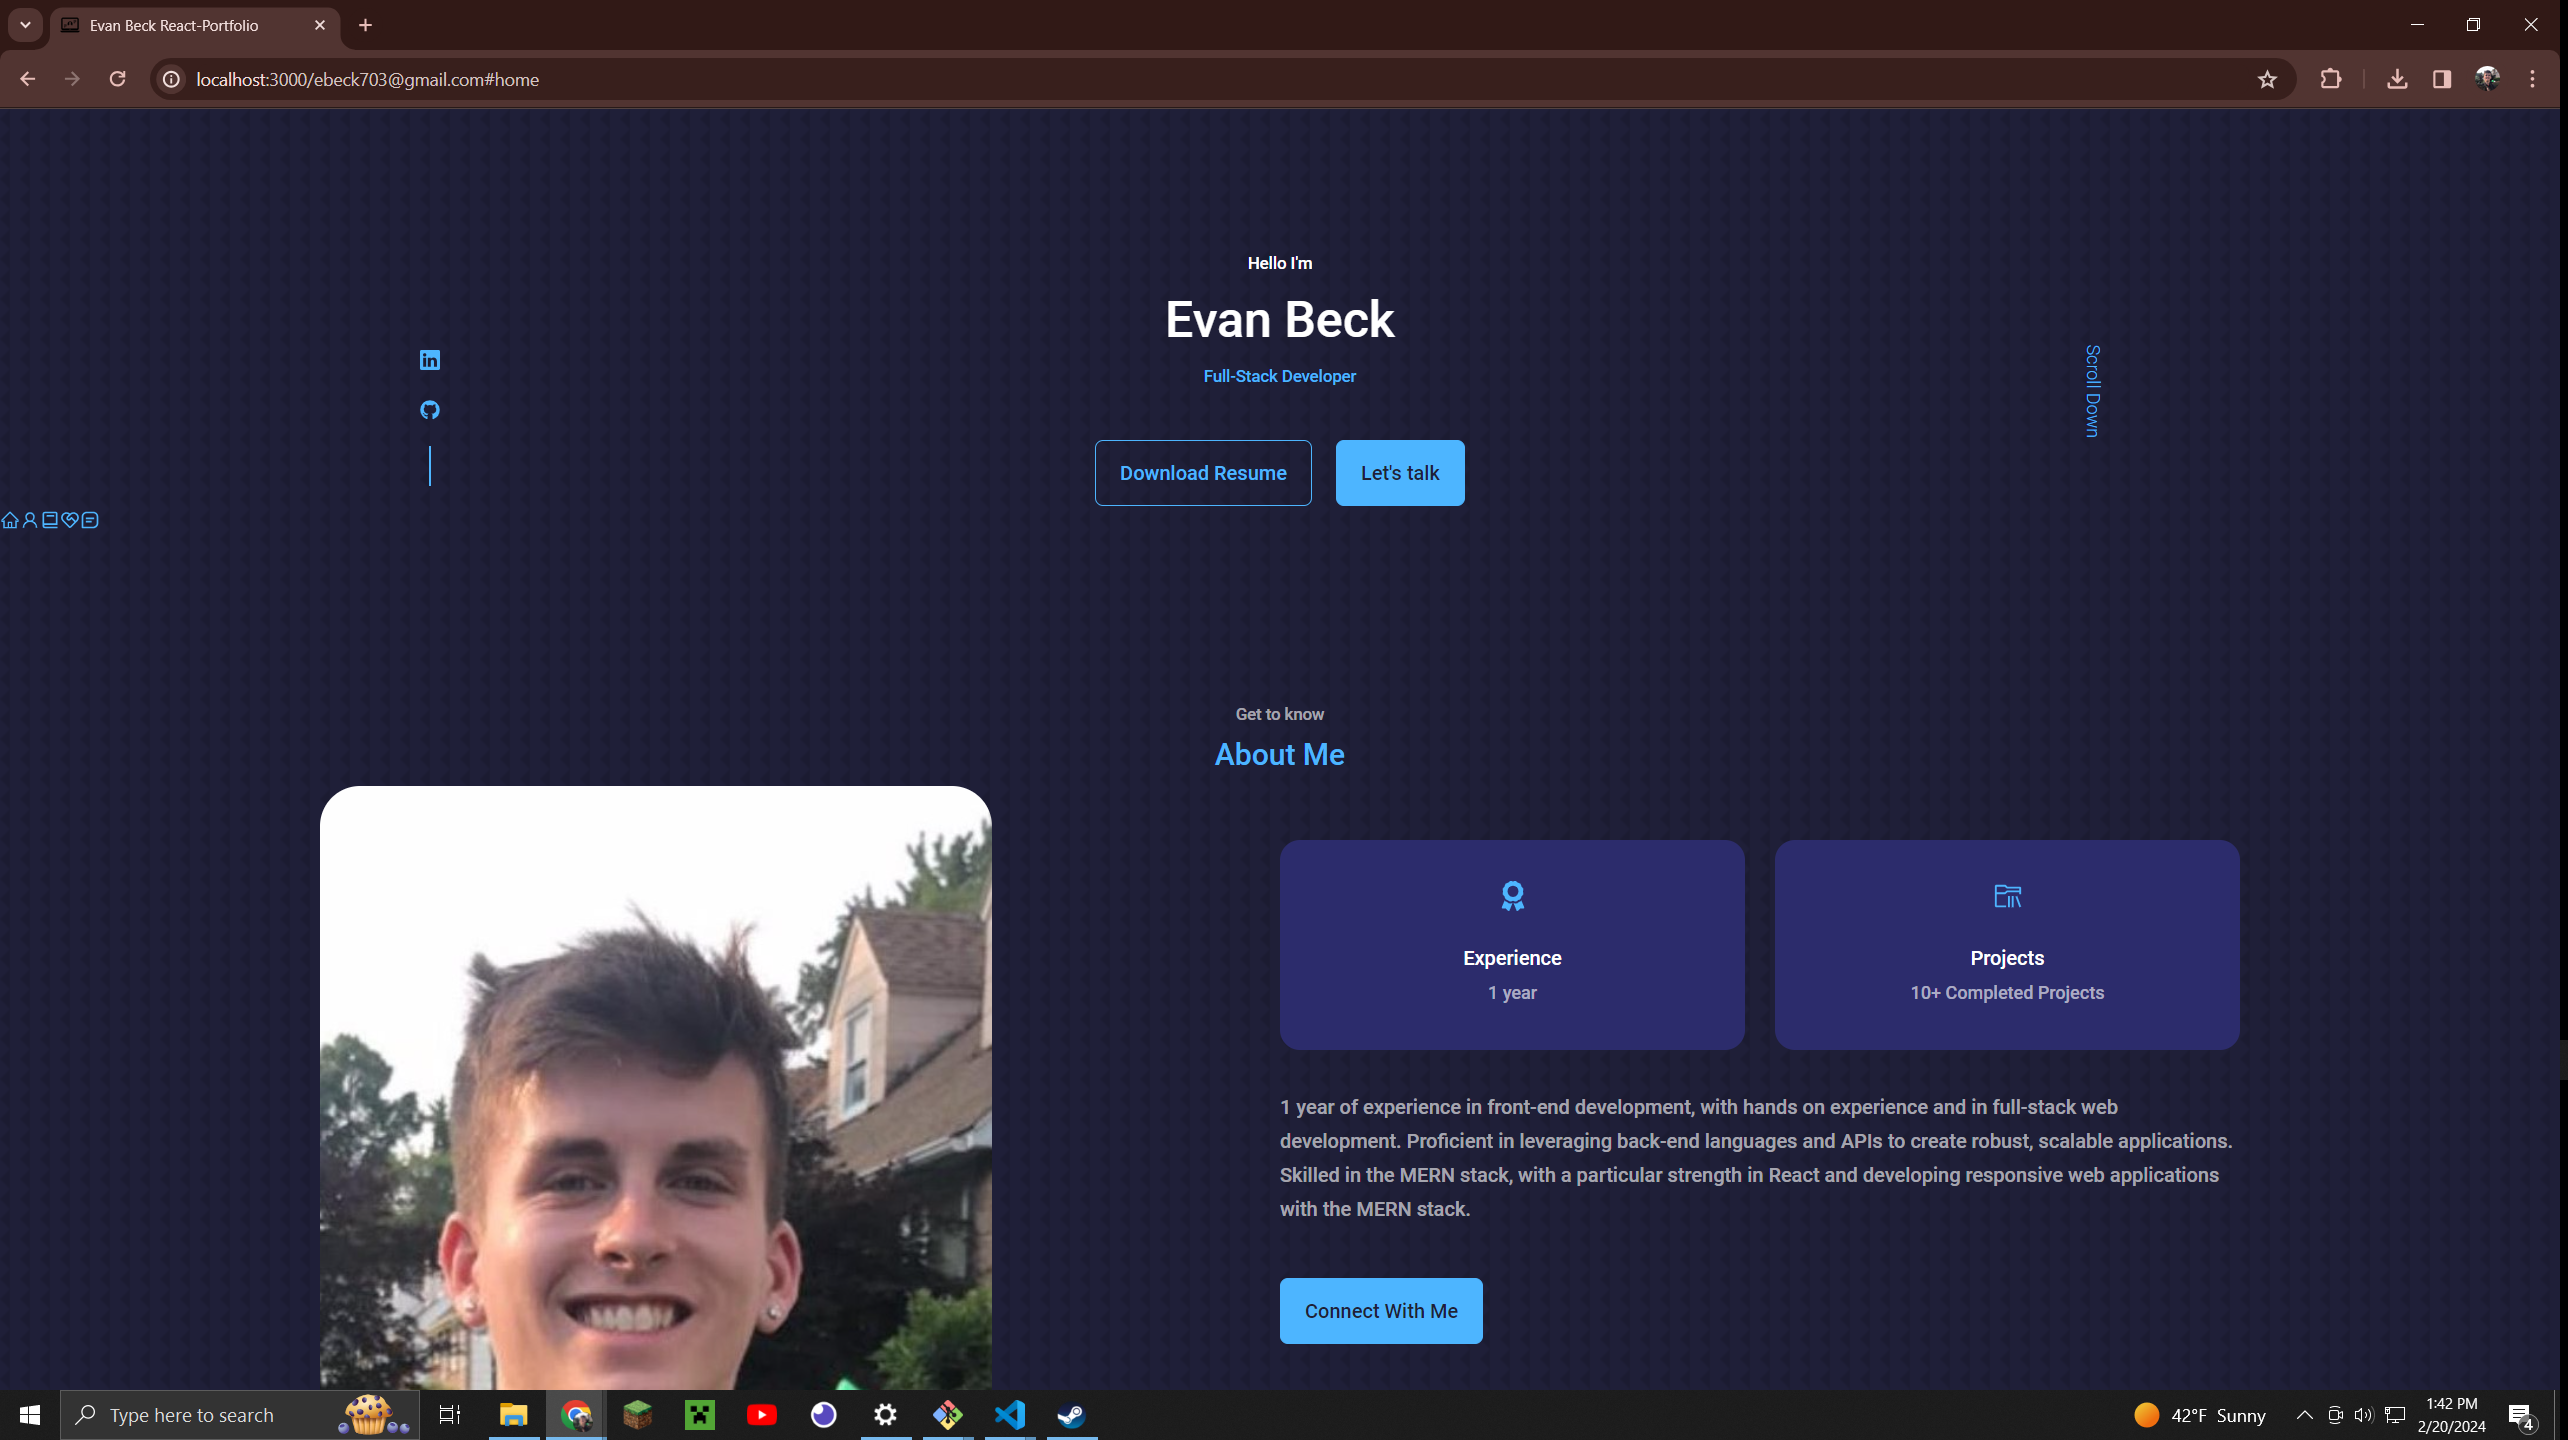 Evan Beck React-Portfolio
localhost:3000/ebeck703@gmail.com#home
Hello I'm
Evan Beck
Full-Stack Developer
Download Resume
Let's talk
Scroll Down
Get to know
About Me
Experience
1 year
Projects
10+ Completed Projects
1 year of experience in front-end development, with hands on experience and in full-stack web
development. Proficient in leveraging back-end languages and APIs to create robust, scalable applications.
Skilled in the MERN stack, with a particular strength in React and developing responsive web applications
with the MERN stack.
Connect With Me
Type here to search
42°F Sunny
1:42 PM
2/20/2024
4